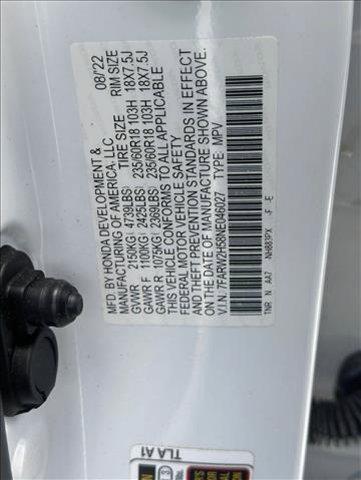 MFD BY HONDA DEVELOPMENT & 08/'22
MANUFACTURING OF AMERICA, LLC
TIRE SIZE RIM SIZE
GVWR 2150KG( 4739LBS)
GAWR F 1100KG( 2425LBS) 235/60R18 103H 18X7.5J
GAWR R 1075KG( 2369LBS) 235/60R18 103H 18X7.5J
THIS VEHICLE CONFORMS TO ALL APPLICABLE
FEDERAL MOTOR VEHICLE SAFETY
AND THEFT PREVENTION STANDARDS IN EFFECT
ON THE DATE OF MANUFACTURE SHOWN ABOVE.
V.I.N.: 7FARW2H58NE046027 TYPE: MPV
TNR N AA7 NH883PX -F -E
TLA A1